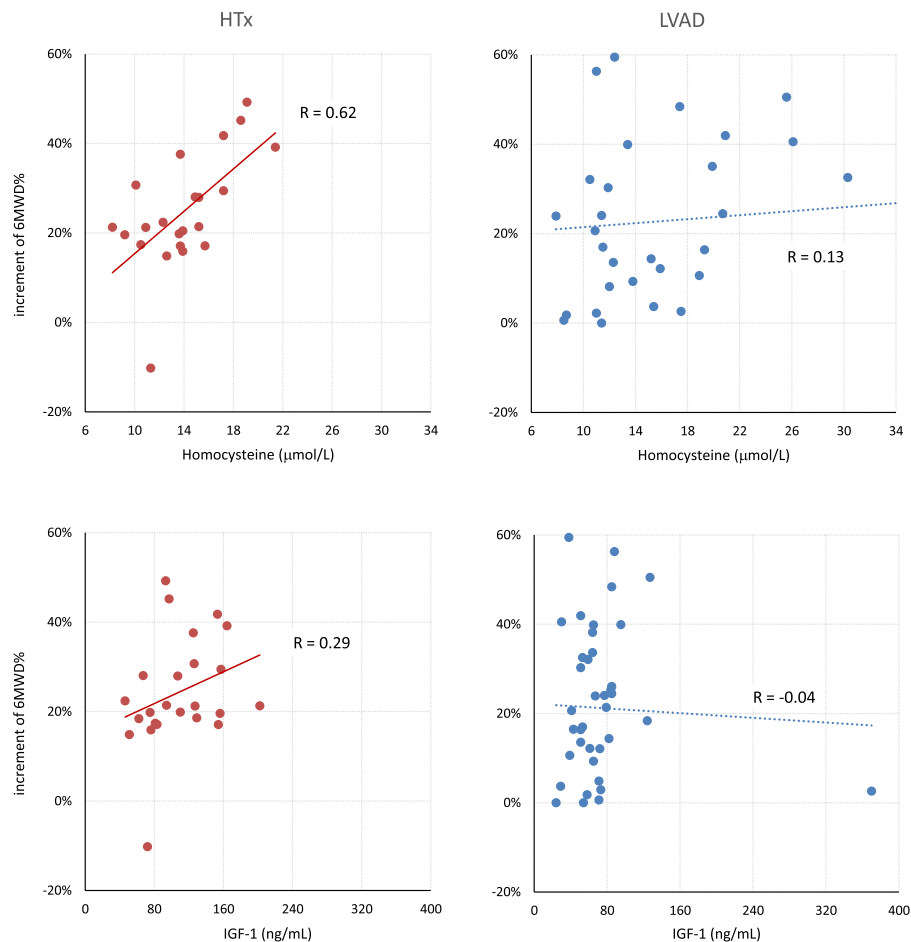 HTx
LVAD
60%
40%
20%
0%
-20%
increment of 6MWD%
R = 0.62
6 10 14 18 22 26 30 34
Homocysteine (μmol/L)
60%
40%
20%
0%
-20%
R = 0.13
6 10 14 18 22 26 30 34
Homocysteine (μmol/L)
60%
40%
20%
0%
-20%
increment of 6MWD%
R = 0.29
0 80 160 240 320 400
IGF-1 (ng/mL)
60%
40%
20%
0%
-20%
R = -0.04
0 80 160 240 320 400
IGF-1 (ng/mL)